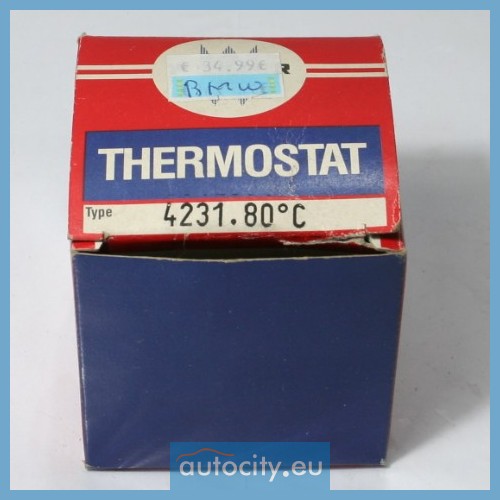 € 34.99€
BMW
THERMOSTAT
Type 4231.80°C
autocity.eu